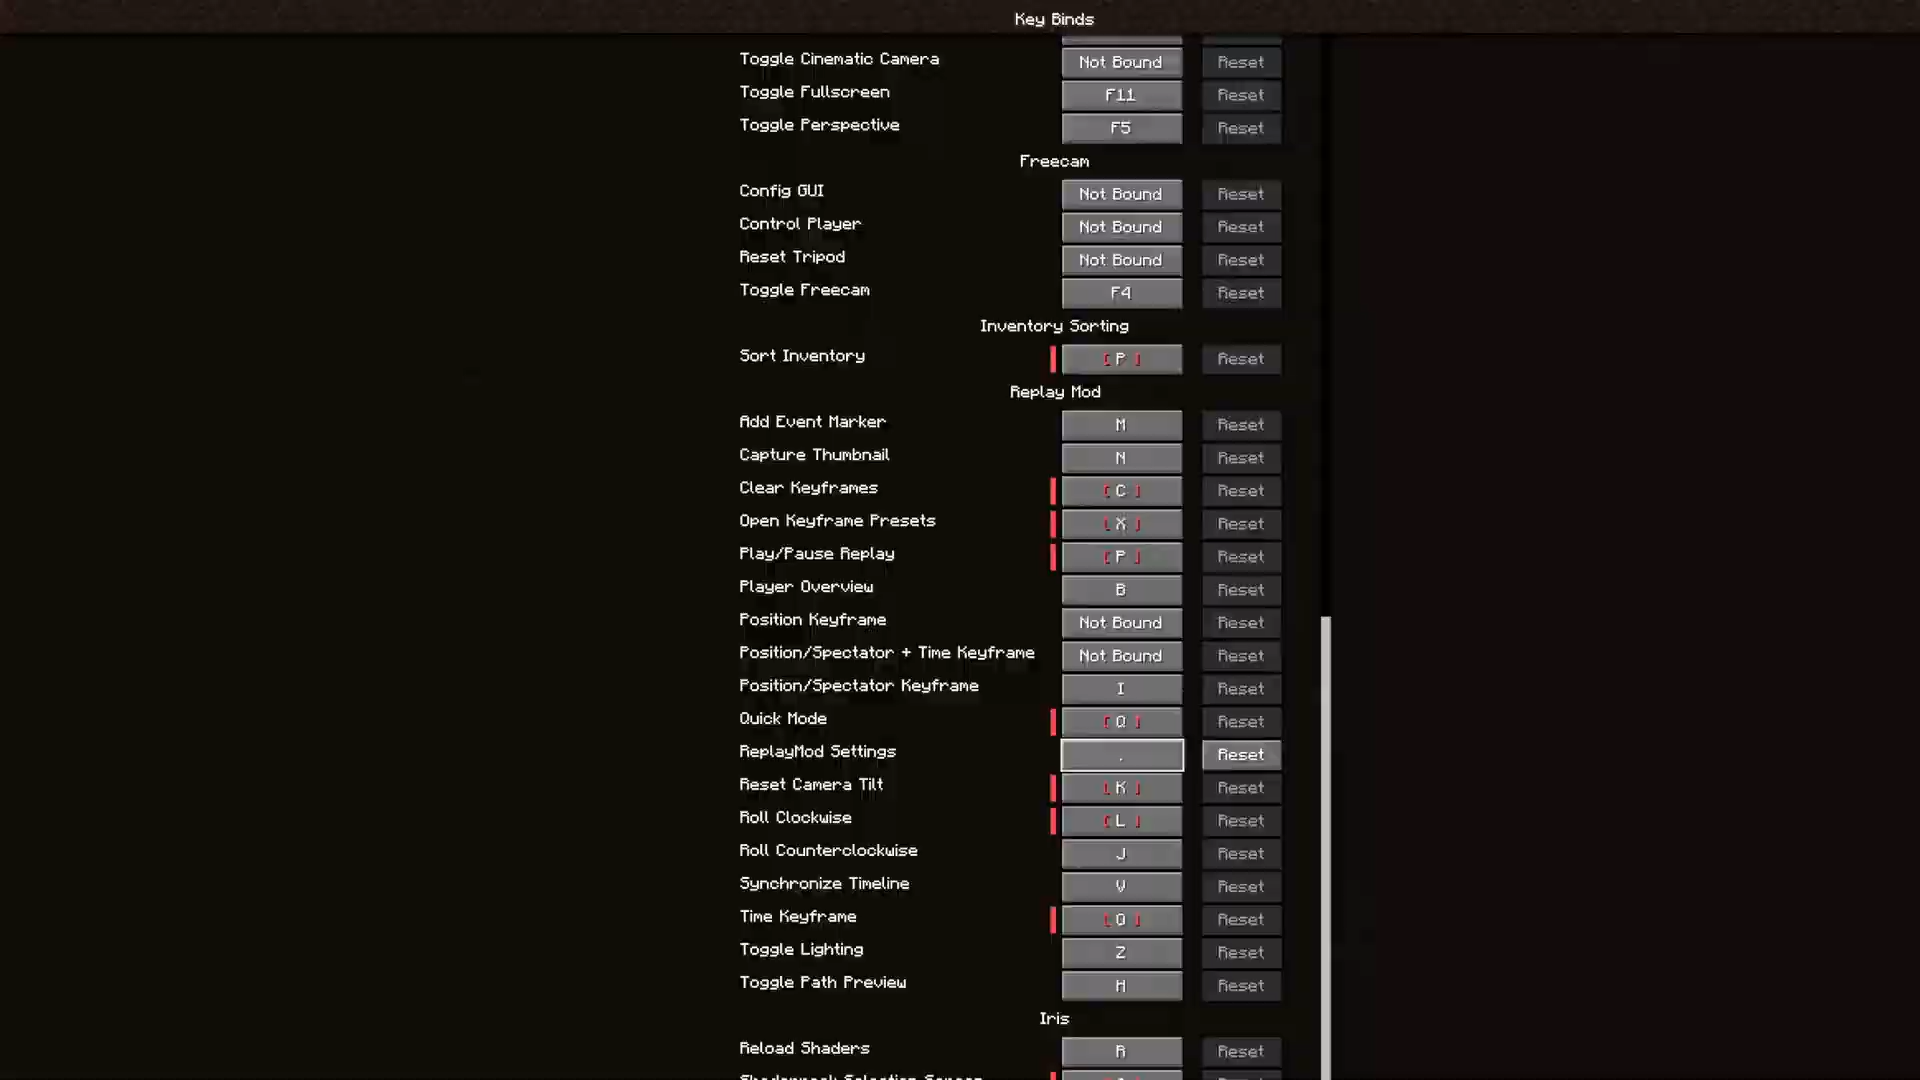 Key Binds
Toggle Cinematic Camera Not Bound Reset
Toggle Fullscreen F11 Reset
Toggle Perspective F5 Reset
Freecam
Config GUI Not Bound Reset
Control Player Not Bound Reset
Reset Tripod Not Bound Reset
Toggle Freecam F4 Reset
Inventory Sorting
Sort Inventory [ P ] Reset
Replay Mod
Add Event Marker M Reset
Capture Thumbnail N Reset
Clear Keyframes [ C ] Reset
Open Keyframe Presets [ X ] Reset
Play/Pause Replay [ P ] Reset
Player Overview B Reset
Position Keyframe Not Bound Reset
Position/Spectator + Time Keyframe Not Bound Reset
Position/Spectator Keyframe I Reset
Quick Mode [ Q ] Reset
ReplayMod Settings . Reset
Reset Camera Tilt [ K ] Reset
Roll Clockwise [ L ] Reset
Roll Counterclockwise J Reset
Synchronize Timeline V Reset
Time Keyframe [ O ] Reset
Toggle Lighting Z Reset
Toggle Path Preview H Reset
Iris
Reload Shaders R Reset